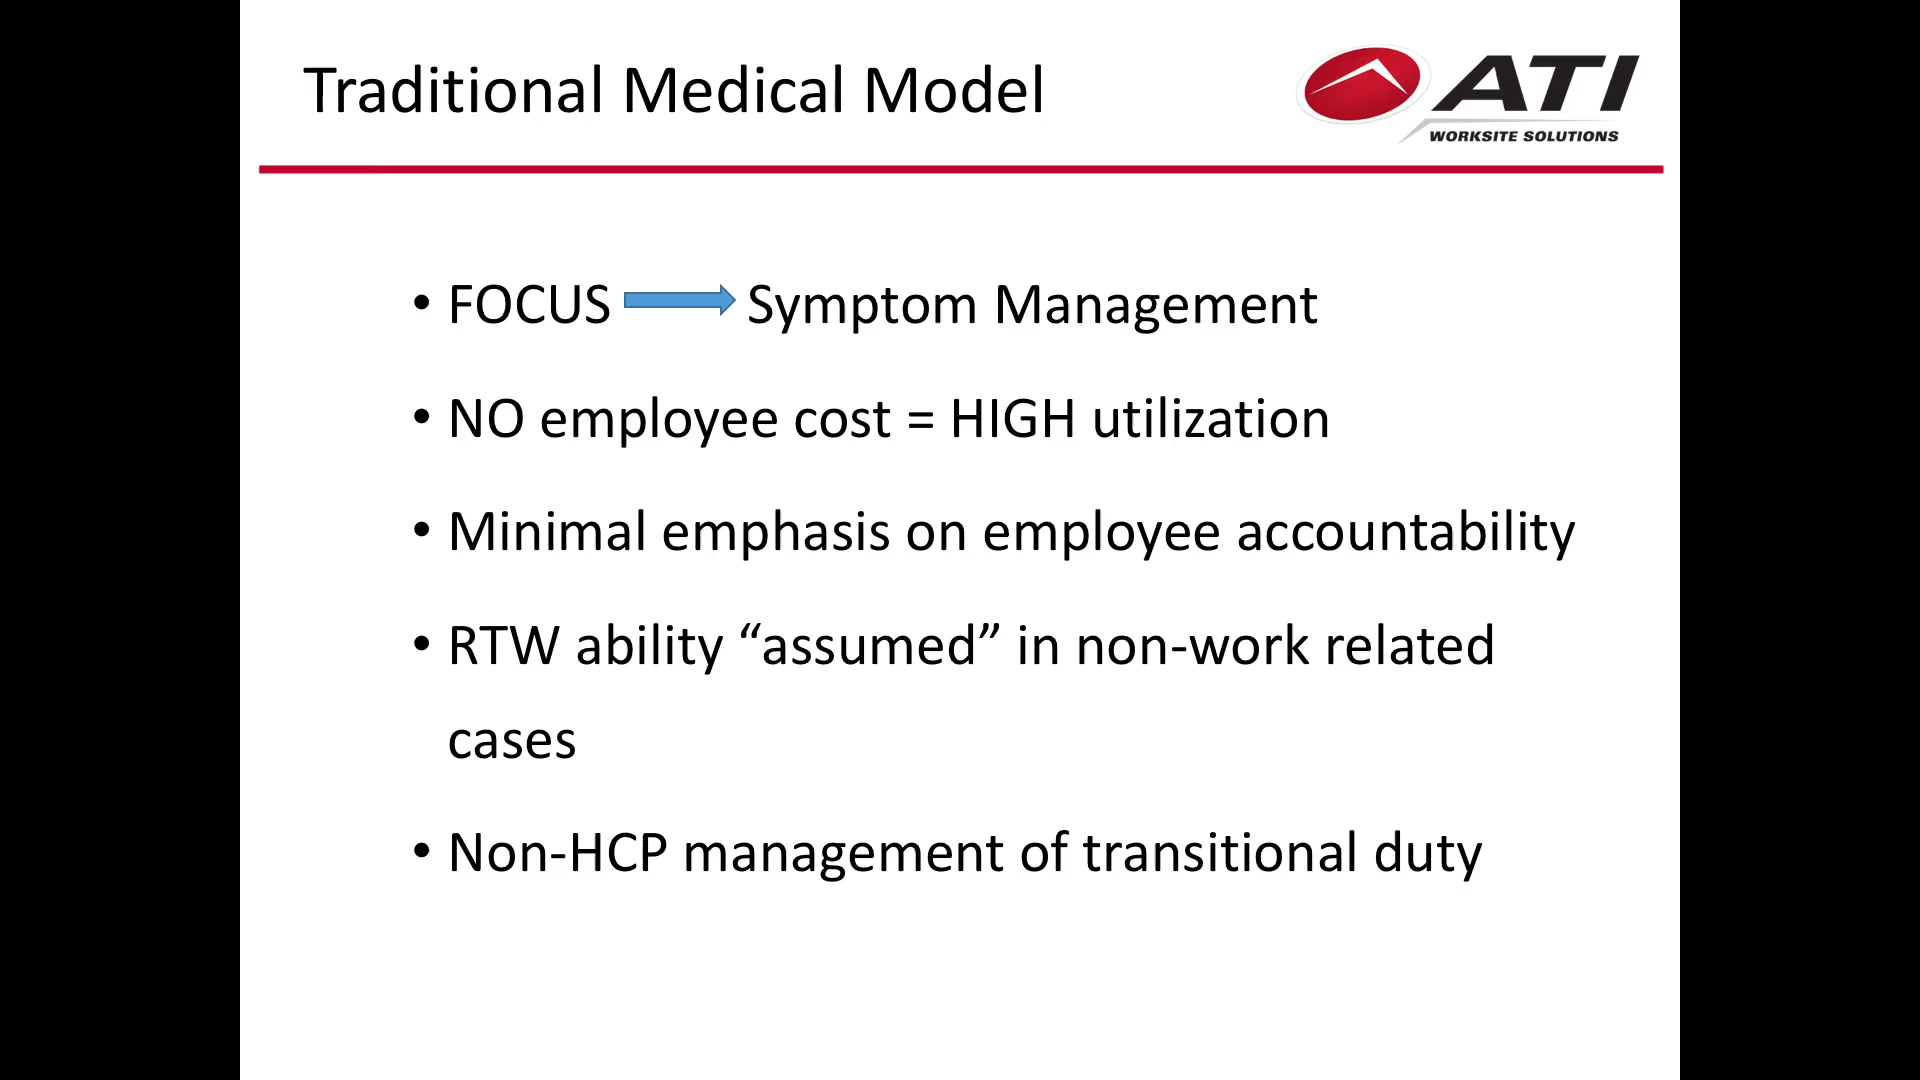 Traditional Medical Model
ATI
WORKSITE SOLUTIONS
• FOCUS Symptom Management
• NO employee cost = HIGH utilization
• Minimal emphasis on employee accountability
• RTW ability “assumed” in non-work related
cases
• Non-HCP management of transitional duty